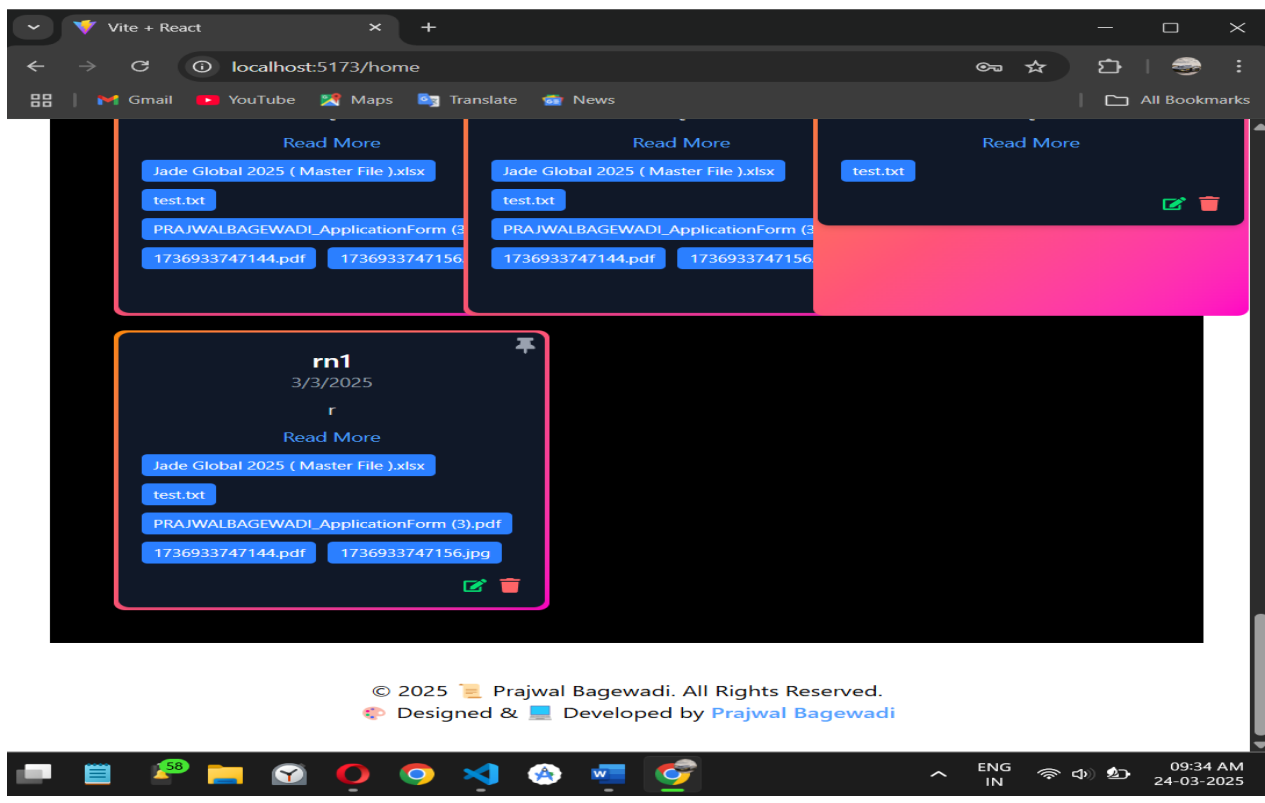 Vite + React
localhost:5173/home
Gmail YouTube Maps Translate News All Bookmarks
Read More Read More Read More
Jade Global 2025 ( Master File ).xlsx Jade Global 2025 ( Master File ).xlsx test.txt
test.txt test.txt
PRAJWALBAGEWADI_ApplicationForm (3 PRAJWALBAGEWADI_ApplicationForm (3
1736933747144.pdf 1736933747156. 1736933747144.pdf 1736933747156.
rn1
3/3/2025
r
Read More
Jade Global 2025 ( Master File ).xlsx
test.txt
PRAJWALBAGEWADI_ApplicationForm (3).pdf
1736933747144.pdf 1736933747156.jpg
© 2025 📜 Prajwal Bagewadi. All Rights Reserved.
🎨 Designed & 💻 Developed by Prajwal Bagewadi
58
ENG 09:34 AM
IN 24-03-2025